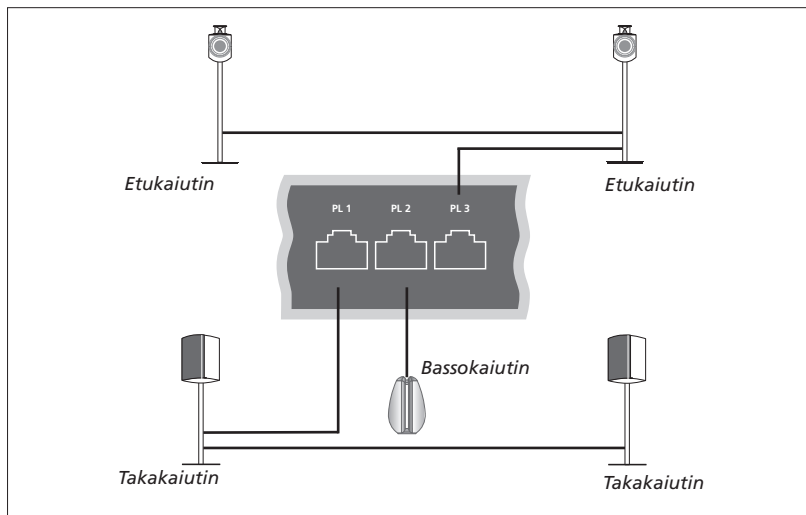 Etukaiutin
Etukaiutin
PL 1 PL 2 PL 3
Bassokaiutin
Takakaiutin
Takakaiutin